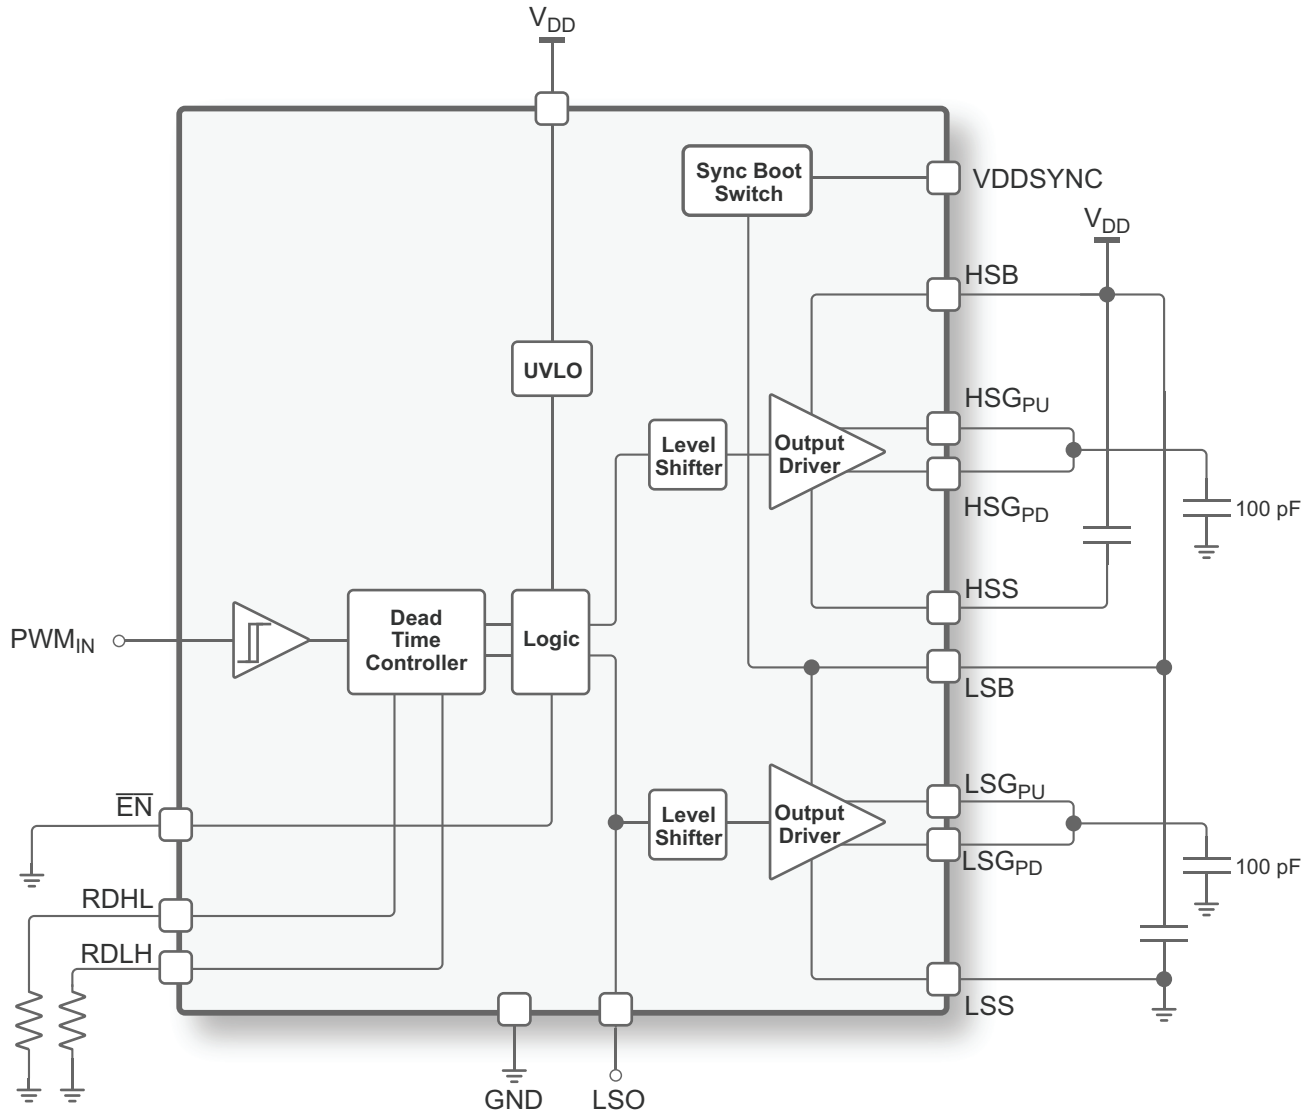 VDD
Sync Boot
Switch
VDDSYNC
VDD
HSB
UVLO
HSGPU
Level
Shifter
Output
Driver
HSGPD
100 pF
HSS
PWMIN
Dead
Time
Controller
Logic
LSB
EN
LSGPU
Level
Shifter
Output
Driver
LSGPD
100 pF
RDHL
RDLH
LSS
GND
LSO